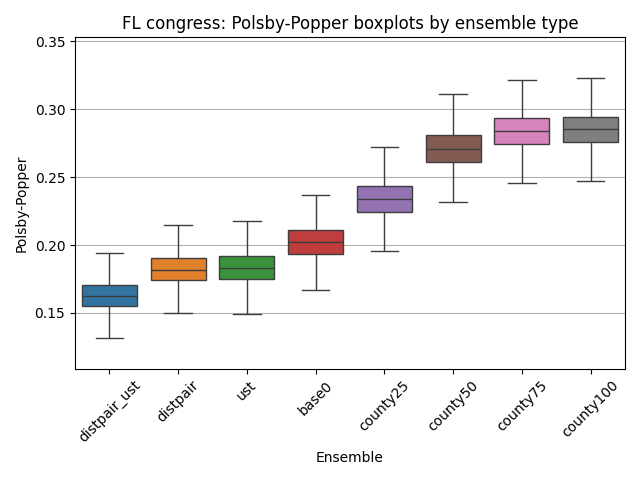 FL congress: Polsby-Popper boxplots by ensemble type
0.35
0.30
0.25
0.20
0.15
Polsby-Popper
distpair_ust
distpair
ust
base0
county25
county50
county75
county100
Ensemble